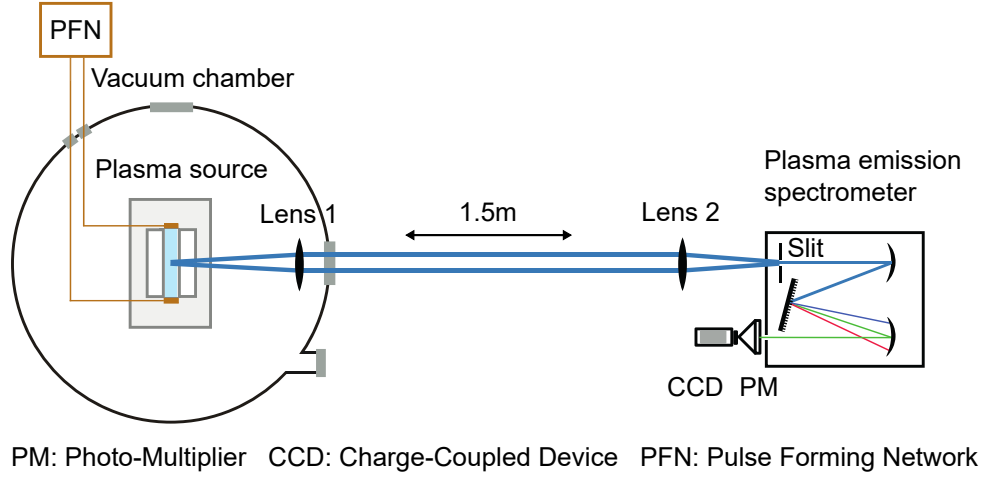 PFN
Vacuum chamber
Plasma source
Lens 1
1.5m
Lens 2
Plasma emission
spectrometer
Slit
CCD PM
PM: Photo-Multiplier CCD: Charge-Coupled Device PFN: Pulse Forming Network